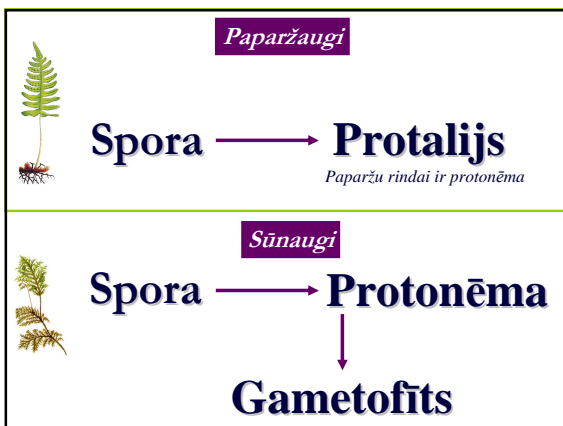 Paparžaugi
Spora Protalijs
Paparžu rindai ir protonēma
Sūnaugi
Spora Protonēma
Gametofīts